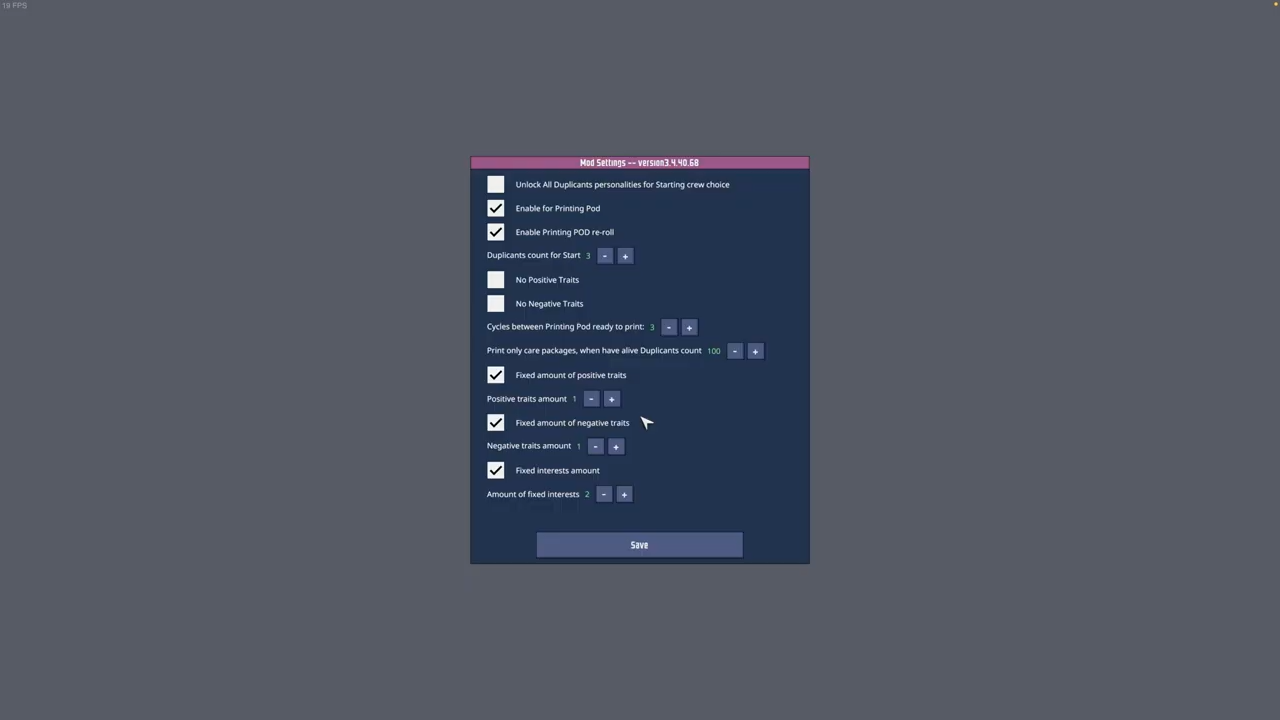 19 FPS
Mod Settings -- version3.4.40.68
Unlock All Duplicants personalities for Starting crew choice
Enable for Printing Pod
Enable Printing POD re-roll
Duplicants count for Start 3 - +
No Positive Traits
No Negative Traits
Cycles between Printing Pod ready to print: 3 - +
Print only care packages, when have alive Duplicants count 100 - +
Fixed amount of positive traits
Positive traits amount 1 - +
Fixed amount of negative traits
Negative traits amount 1 - +
Fixed interests amount
Amount of fixed interests 2 - +
Save